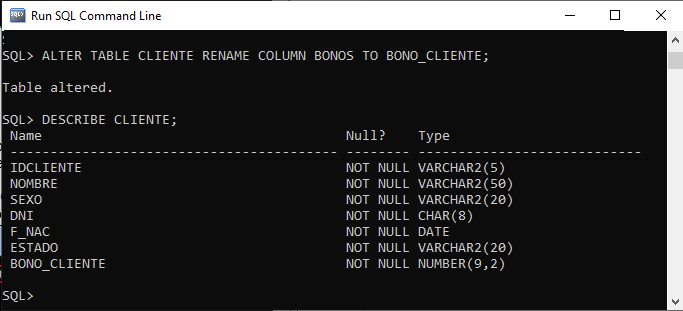 Run SQL Command Line
SQL> ALTER TABLE CLIENTE RENAME COLUMN BONOS TO BONO_CLIENTE;
Table altered.
SQL> DESCRIBE CLIENTE;
Name Null? Type
----------------------------------------- -------- ----------------------------
IDCLIENTE NOT NULL VARCHAR2(5)
NOMBRE NOT NULL VARCHAR2(50)
SEXO NOT NULL VARCHAR2(20)
DNI NOT NULL CHAR(8)
F_NAC NOT NULL DATE
ESTADO NOT NULL VARCHAR2(20)
BONO_CLIENTE NOT NULL NUMBER(9,2)
SQL>